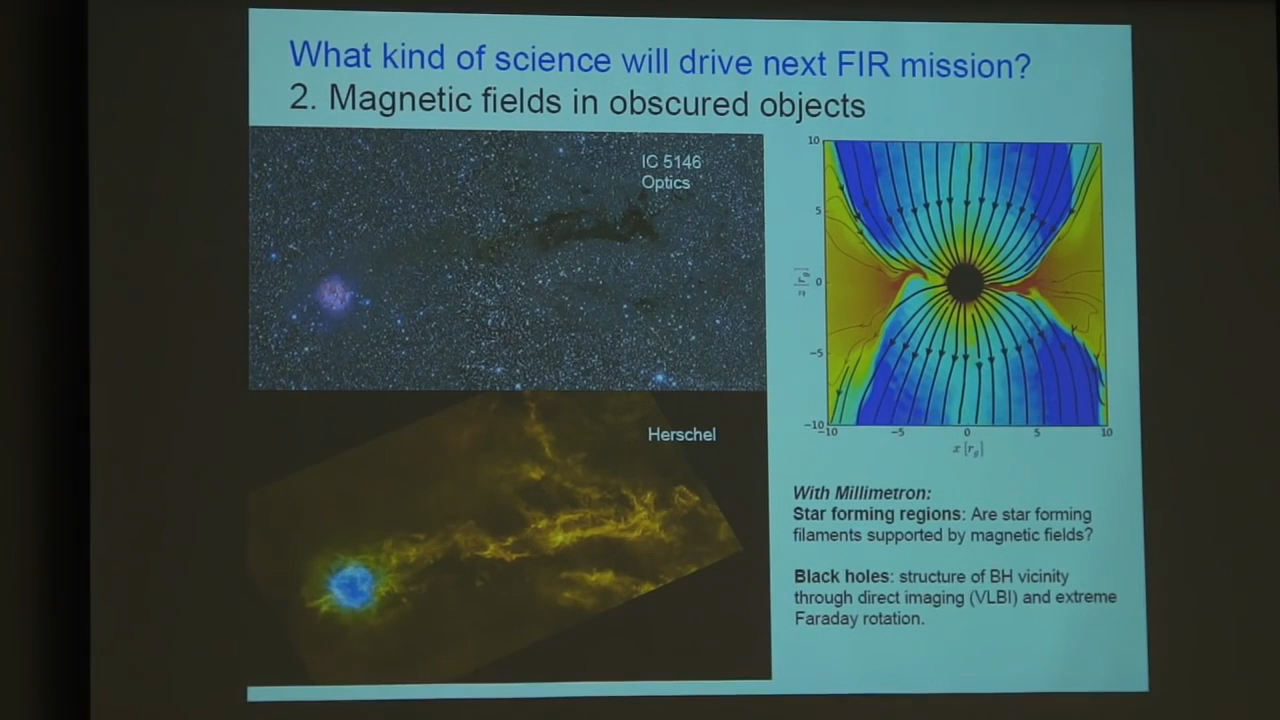 What kind of science will drive next FIR mission?
2. Magnetic fields in obscured objects
IC 5146
Optics
Herschel
10
5
0
−5
−10
z [r_g]
−10
−5
0
5
10
x [r_g]
With Millimetron:
Star forming regions: Are star forming
filaments supported by magnetic fields?
Black holes: structure of BH vicinity
through direct imaging (VLBI) and extreme
Faraday rotation.